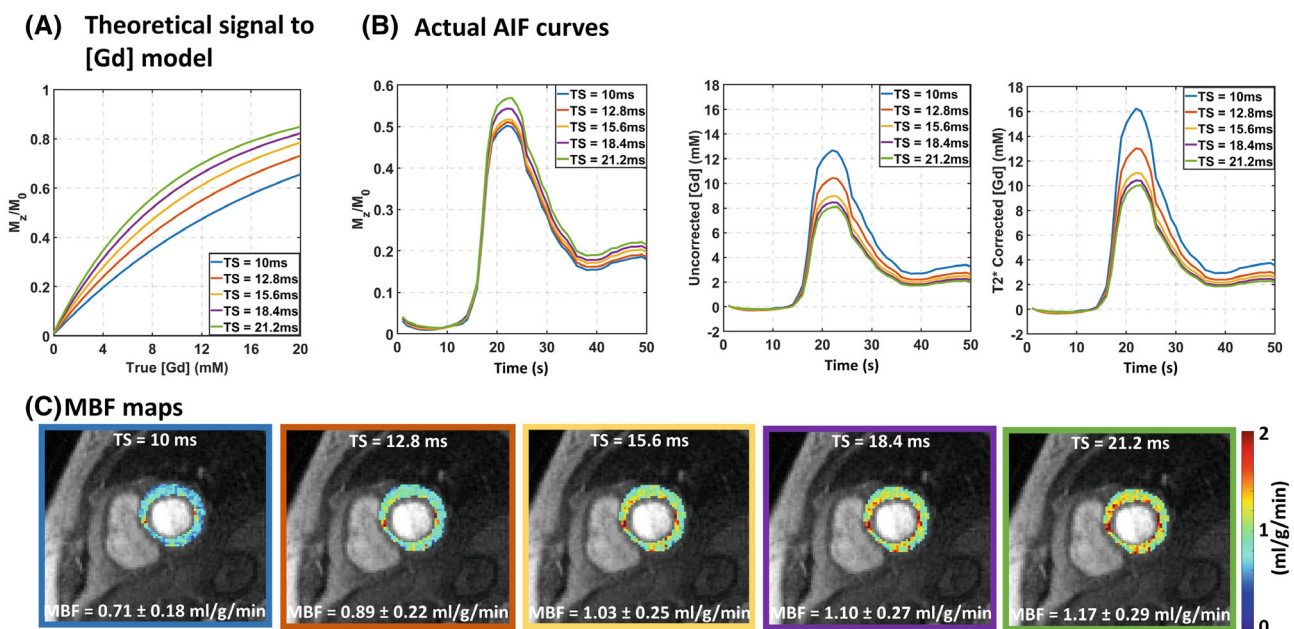 (A) Theoretical signal to
[Gd] model
Mz/M0
1
0.8
0.6
0.4
0.2
0
0 4 8 12 16 20
True [Gd] (mM)
TS = 10ms
TS = 12.8ms
TS = 15.6ms
TS = 18.4ms
TS = 21.2ms
(B) Actual AIF curves
Mz/M0
0.6
0.5
0.4
0.3
0.2
0.1
0
0 10 20 30 40 50
Time (s)
TS = 10ms
TS = 12.8ms
TS = 15.6ms
TS = 18.4ms
TS = 21.2ms
Uncorrected [Gd] (mM)
18
16
14
12
10
8
6
4
2
0
-2
0 10 20 30 40 50
Time (s)
TS = 10ms
TS = 12.8ms
TS = 15.6ms
TS = 18.4ms
TS = 21.2ms
T2* Corrected [Gd] (mM)
18
16
14
12
10
8
6
4
2
0
-2
0 10 20 30 40 50
Time (s)
TS = 10ms
TS = 12.8ms
TS = 15.6ms
TS = 18.4ms
TS = 21.2ms
(C) MBF maps
TS = 10 ms
MBF = 0.71 ± 0.18 ml/g/min
TS = 12.8 ms
MBF = 0.89 ± 0.22 ml/g/min
TS = 15.6 ms
MBF = 1.03 ± 0.25 ml/g/min
TS = 18.4 ms
MBF = 1.10 ± 0.27 ml/g/min
TS = 21.2 ms
MBF = 1.17 ± 0.29 ml/g/min
2
1
0
(ml/g/min)